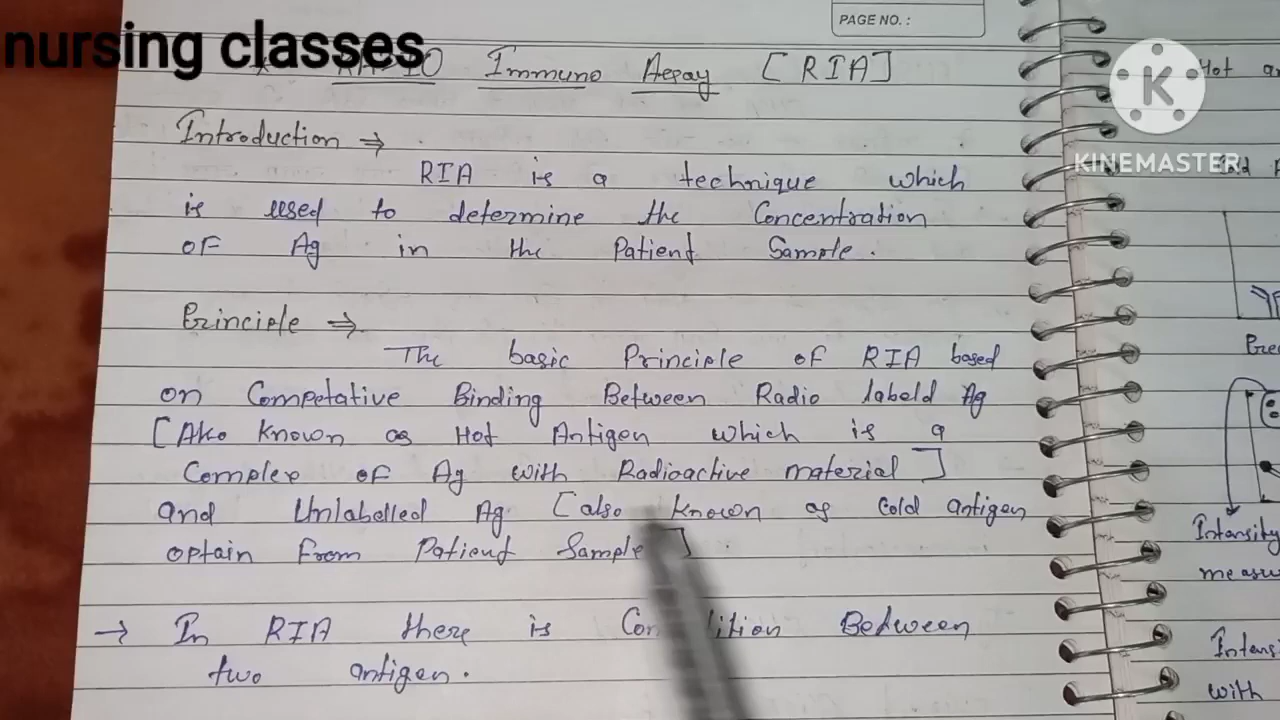 PAGE NO. :
nursing classes
Immuno Assay [RIA]
Introduction ⇒
RIA is a technique which
is used to determine the Concentration
of Ag in the Patient Sample.
Principle ⇒
The basic Principle of RIA based
on Competative Binding Between Radio labeld Ag
[Also known as Hot Antigen which is a
Complex of Ag with Radioactive material]
and Unlabelled Ag [also known as Cold antigen
optain from Patient Sample]
→ In RIA there is Between
two antigen.
Hot
KINEMASTER
Intensity
with